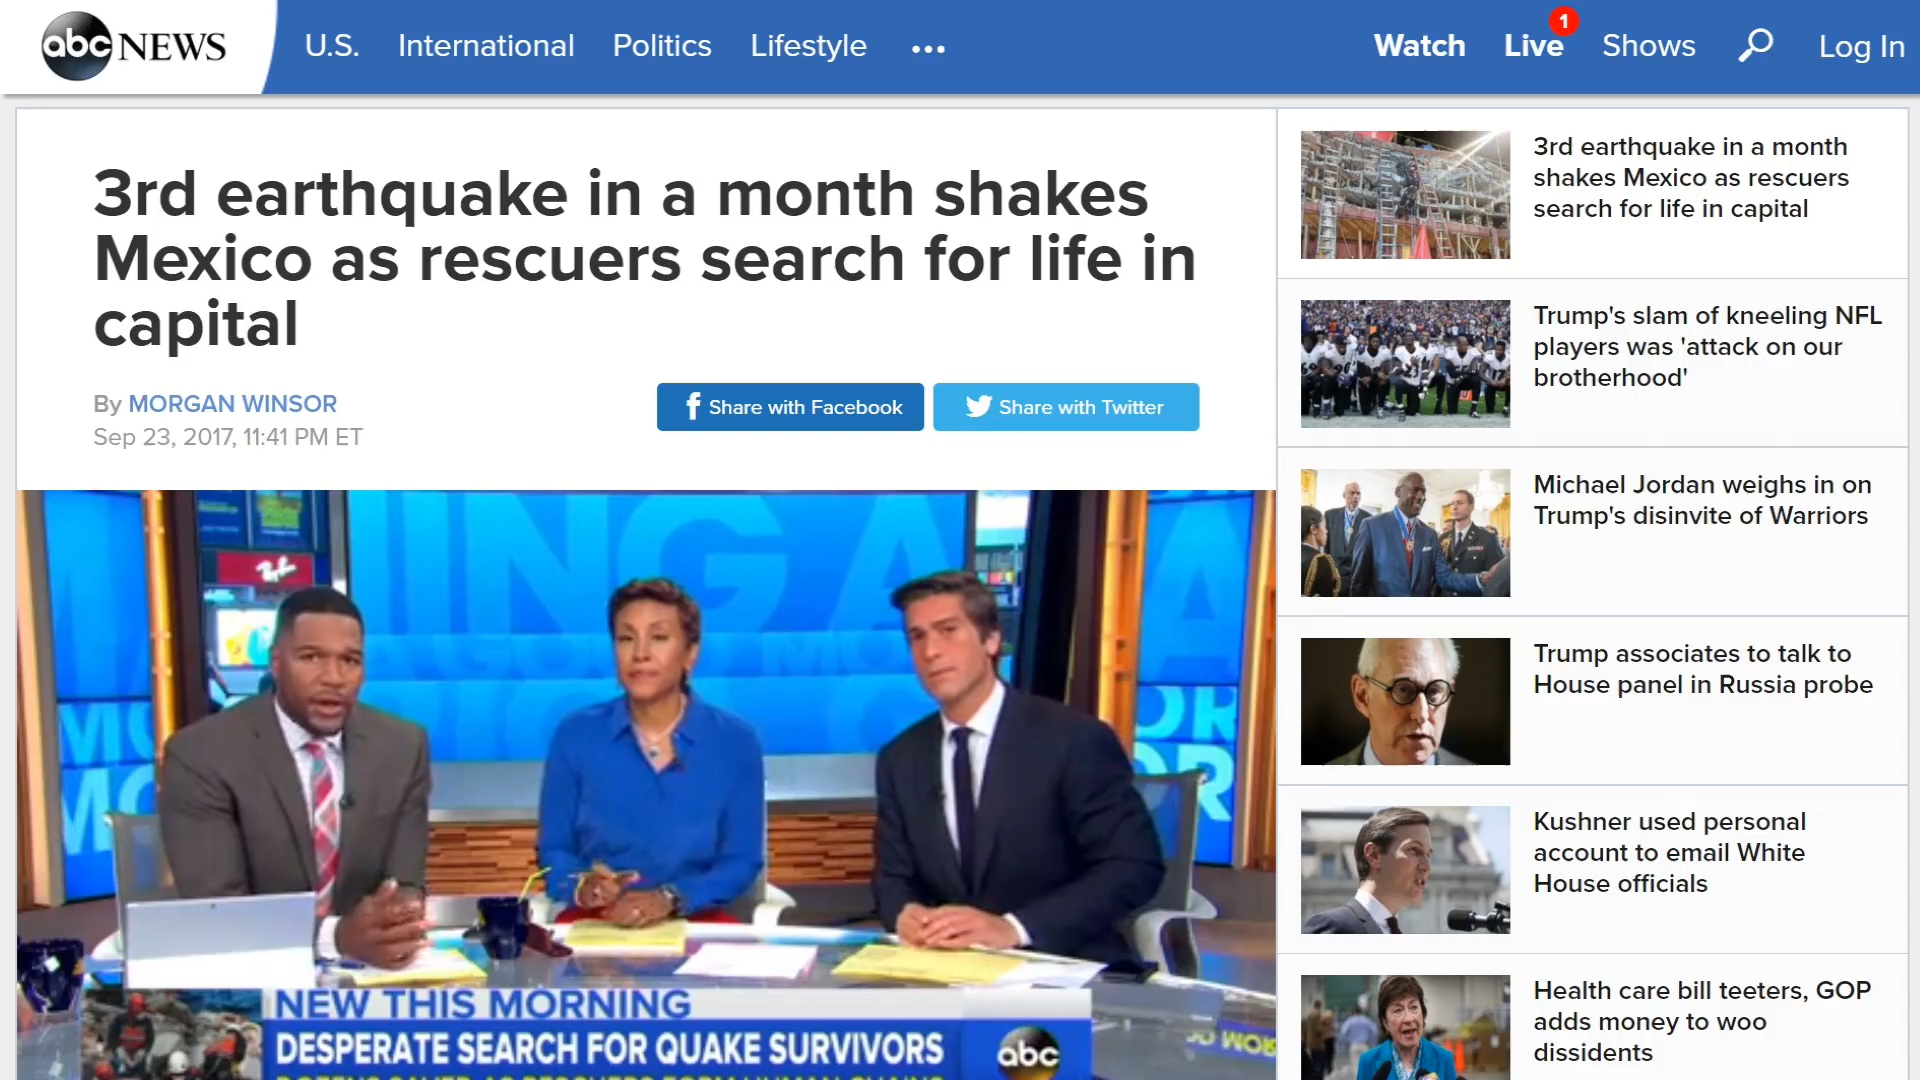 abc NEWS
U.S. International Politics Lifestyle •••
Watch Live 1 Shows Log In
3rd earthquake in a month shakes
Mexico as rescuers search for life in
capital
By MORGAN WINSOR
Sep 23, 2017, 11:41 PM ET
Share with Facebook
Share with Twitter
NEW THIS MORNING
DESPERATE SEARCH FOR QUAKE SURVIVORS
abc
3rd earthquake in a month
shakes Mexico as rescuers
search for life in capital
Trump's slam of kneeling NFL
players was 'attack on our
brotherhood'
Michael Jordan weighs in on
Trump's disinvite of Warriors
Trump associates to talk to
House panel in Russia probe
Kushner used personal
account to email White
House officials
Health care bill teeters, GOP
adds money to woo
dissidents